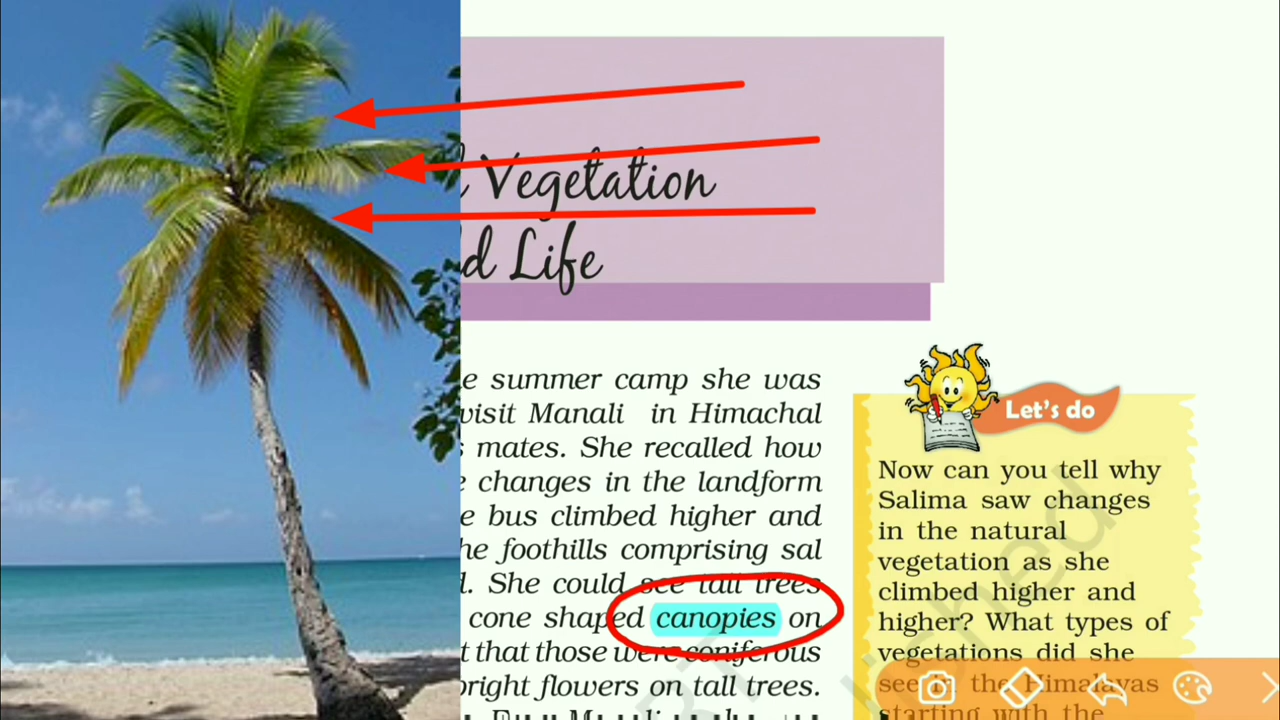 Vegetation
d Life
e summer camp she was
visit Manali in Himachal
mates. She recalled how
changes in the landform
e bus climbed higher and
he foothills comprising sal
. She could see tall trees
cone shaped canopies on
t that those were coniferous
bright flowers on tall trees.
Let's do
Now can you tell why
Salima saw changes
in the natural
vegetation as she
climbed higher and
higher? What types of
vegetations did she
see in the Himalayas
starting with the